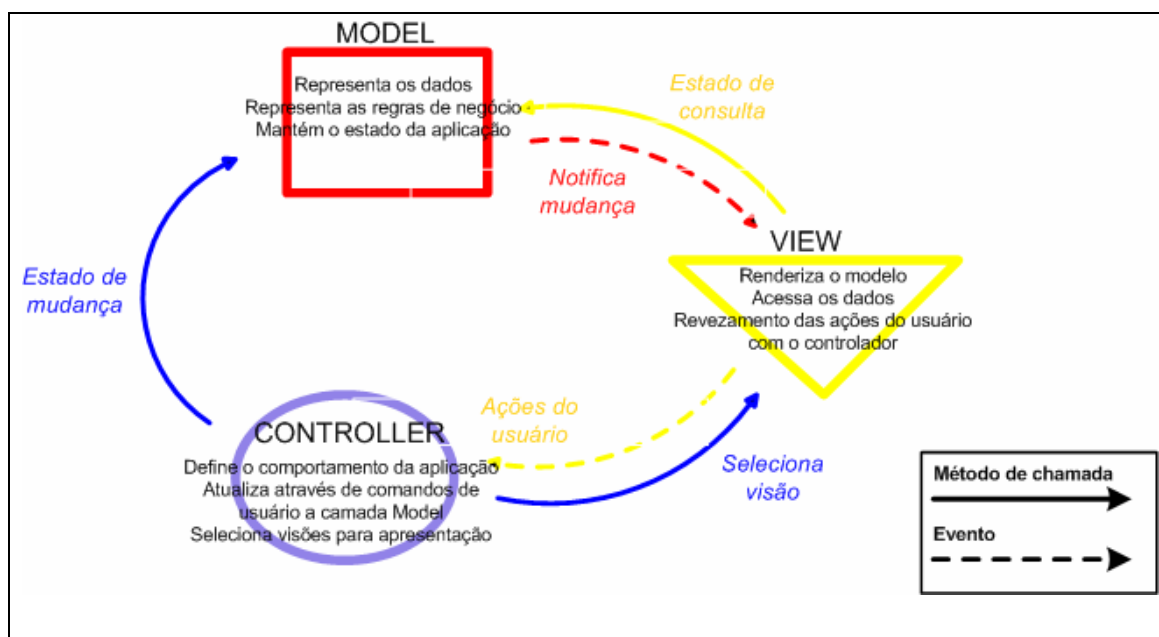 MODEL
Representa os dados
Representa as regras de negócio
Mantém o estado da aplicação
Estado de
consulta
Notifica
mudança
VIEW
Renderiza o modelo
Acessa os dados
Revezamento das ações do usuário
com o controlador
Estado de
mudança
Ações do
usuário
CONTROLLER
Define o comportamento da aplicação
Atualiza através de comandos de
usuário a camada Model
Seleciona visões para apresentação
Seleciona
visão
Método de chamada
Evento